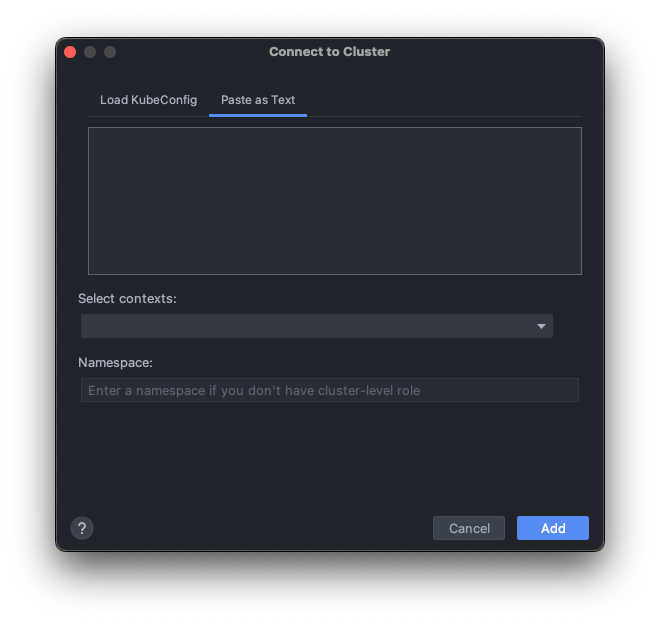 Connect to Cluster
Load KubeConfig Paste as Text
Select contexts:
Namespace:
Enter a namespace if you don't have cluster-level role
? Cancel Add